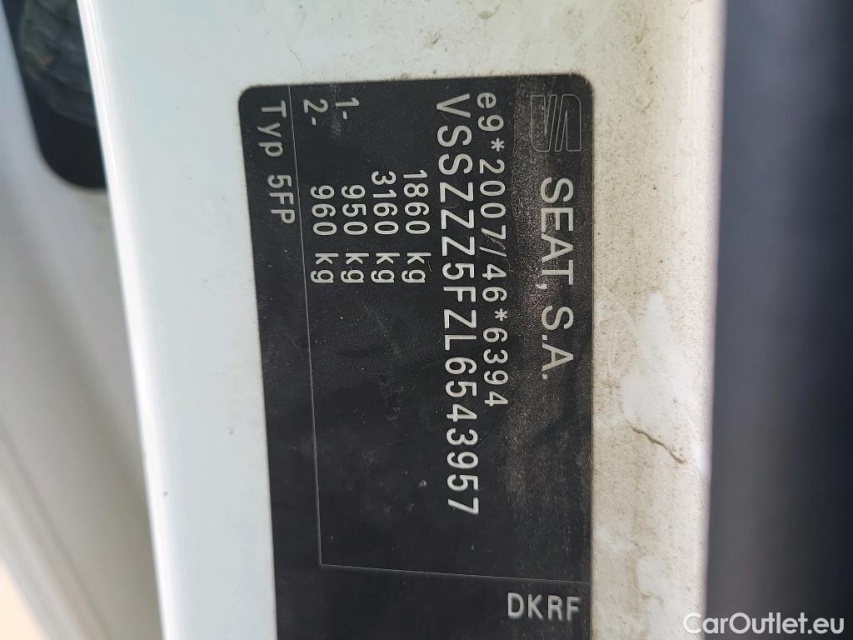 SEAT, S.A.
e9*2007/46*6394
VSSZZZ5FZL6543957
1860 kg
3160 kg
1- 950 kg
2- 960 kg
Typ 5FP
DKRF
CarOutlet.eu